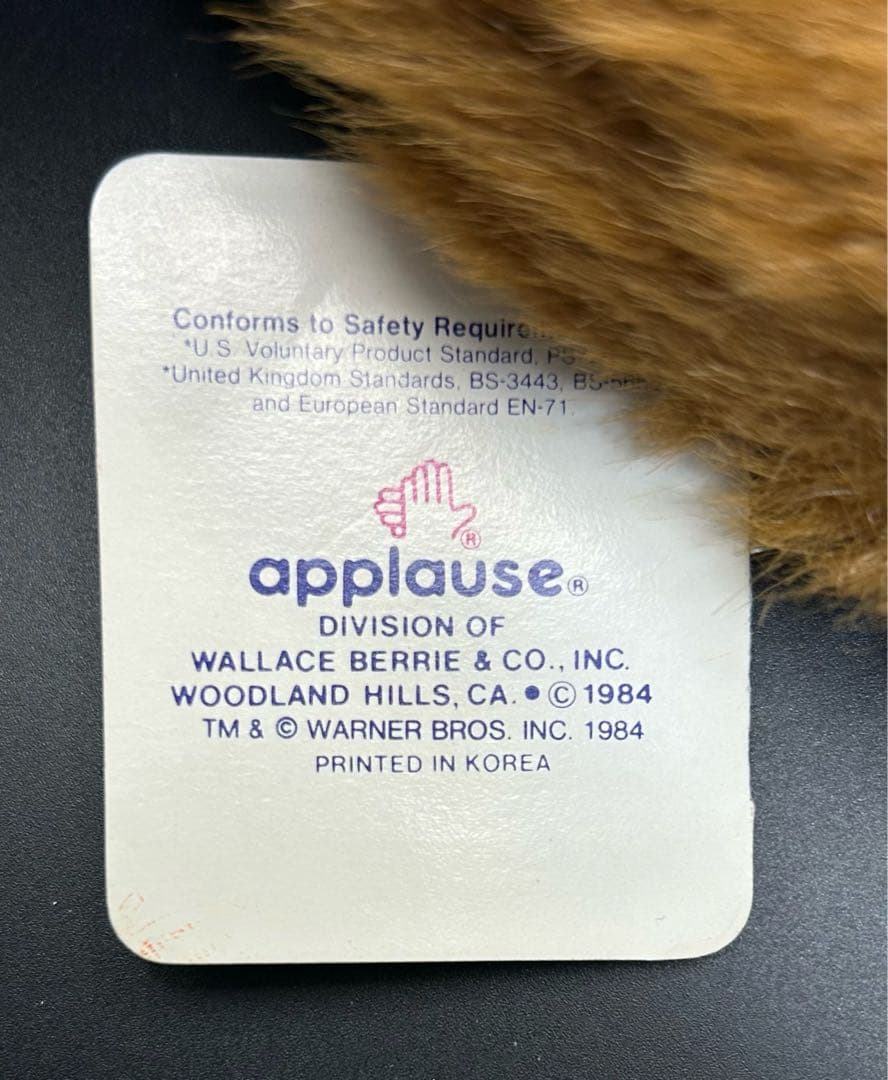 Conforms to Safety
*U.S. Voluntary Product Standard,
*United Kingdom Standards, BS-3443,
and European Standard EN-71.
®
applause®
DIVISION OF
WALLACE BERRIE & CO., INC.
WOODLAND HILLS, CA. • © 1984
TM & © WARNER BROS. INC. 1984
PRINTED IN KOREA